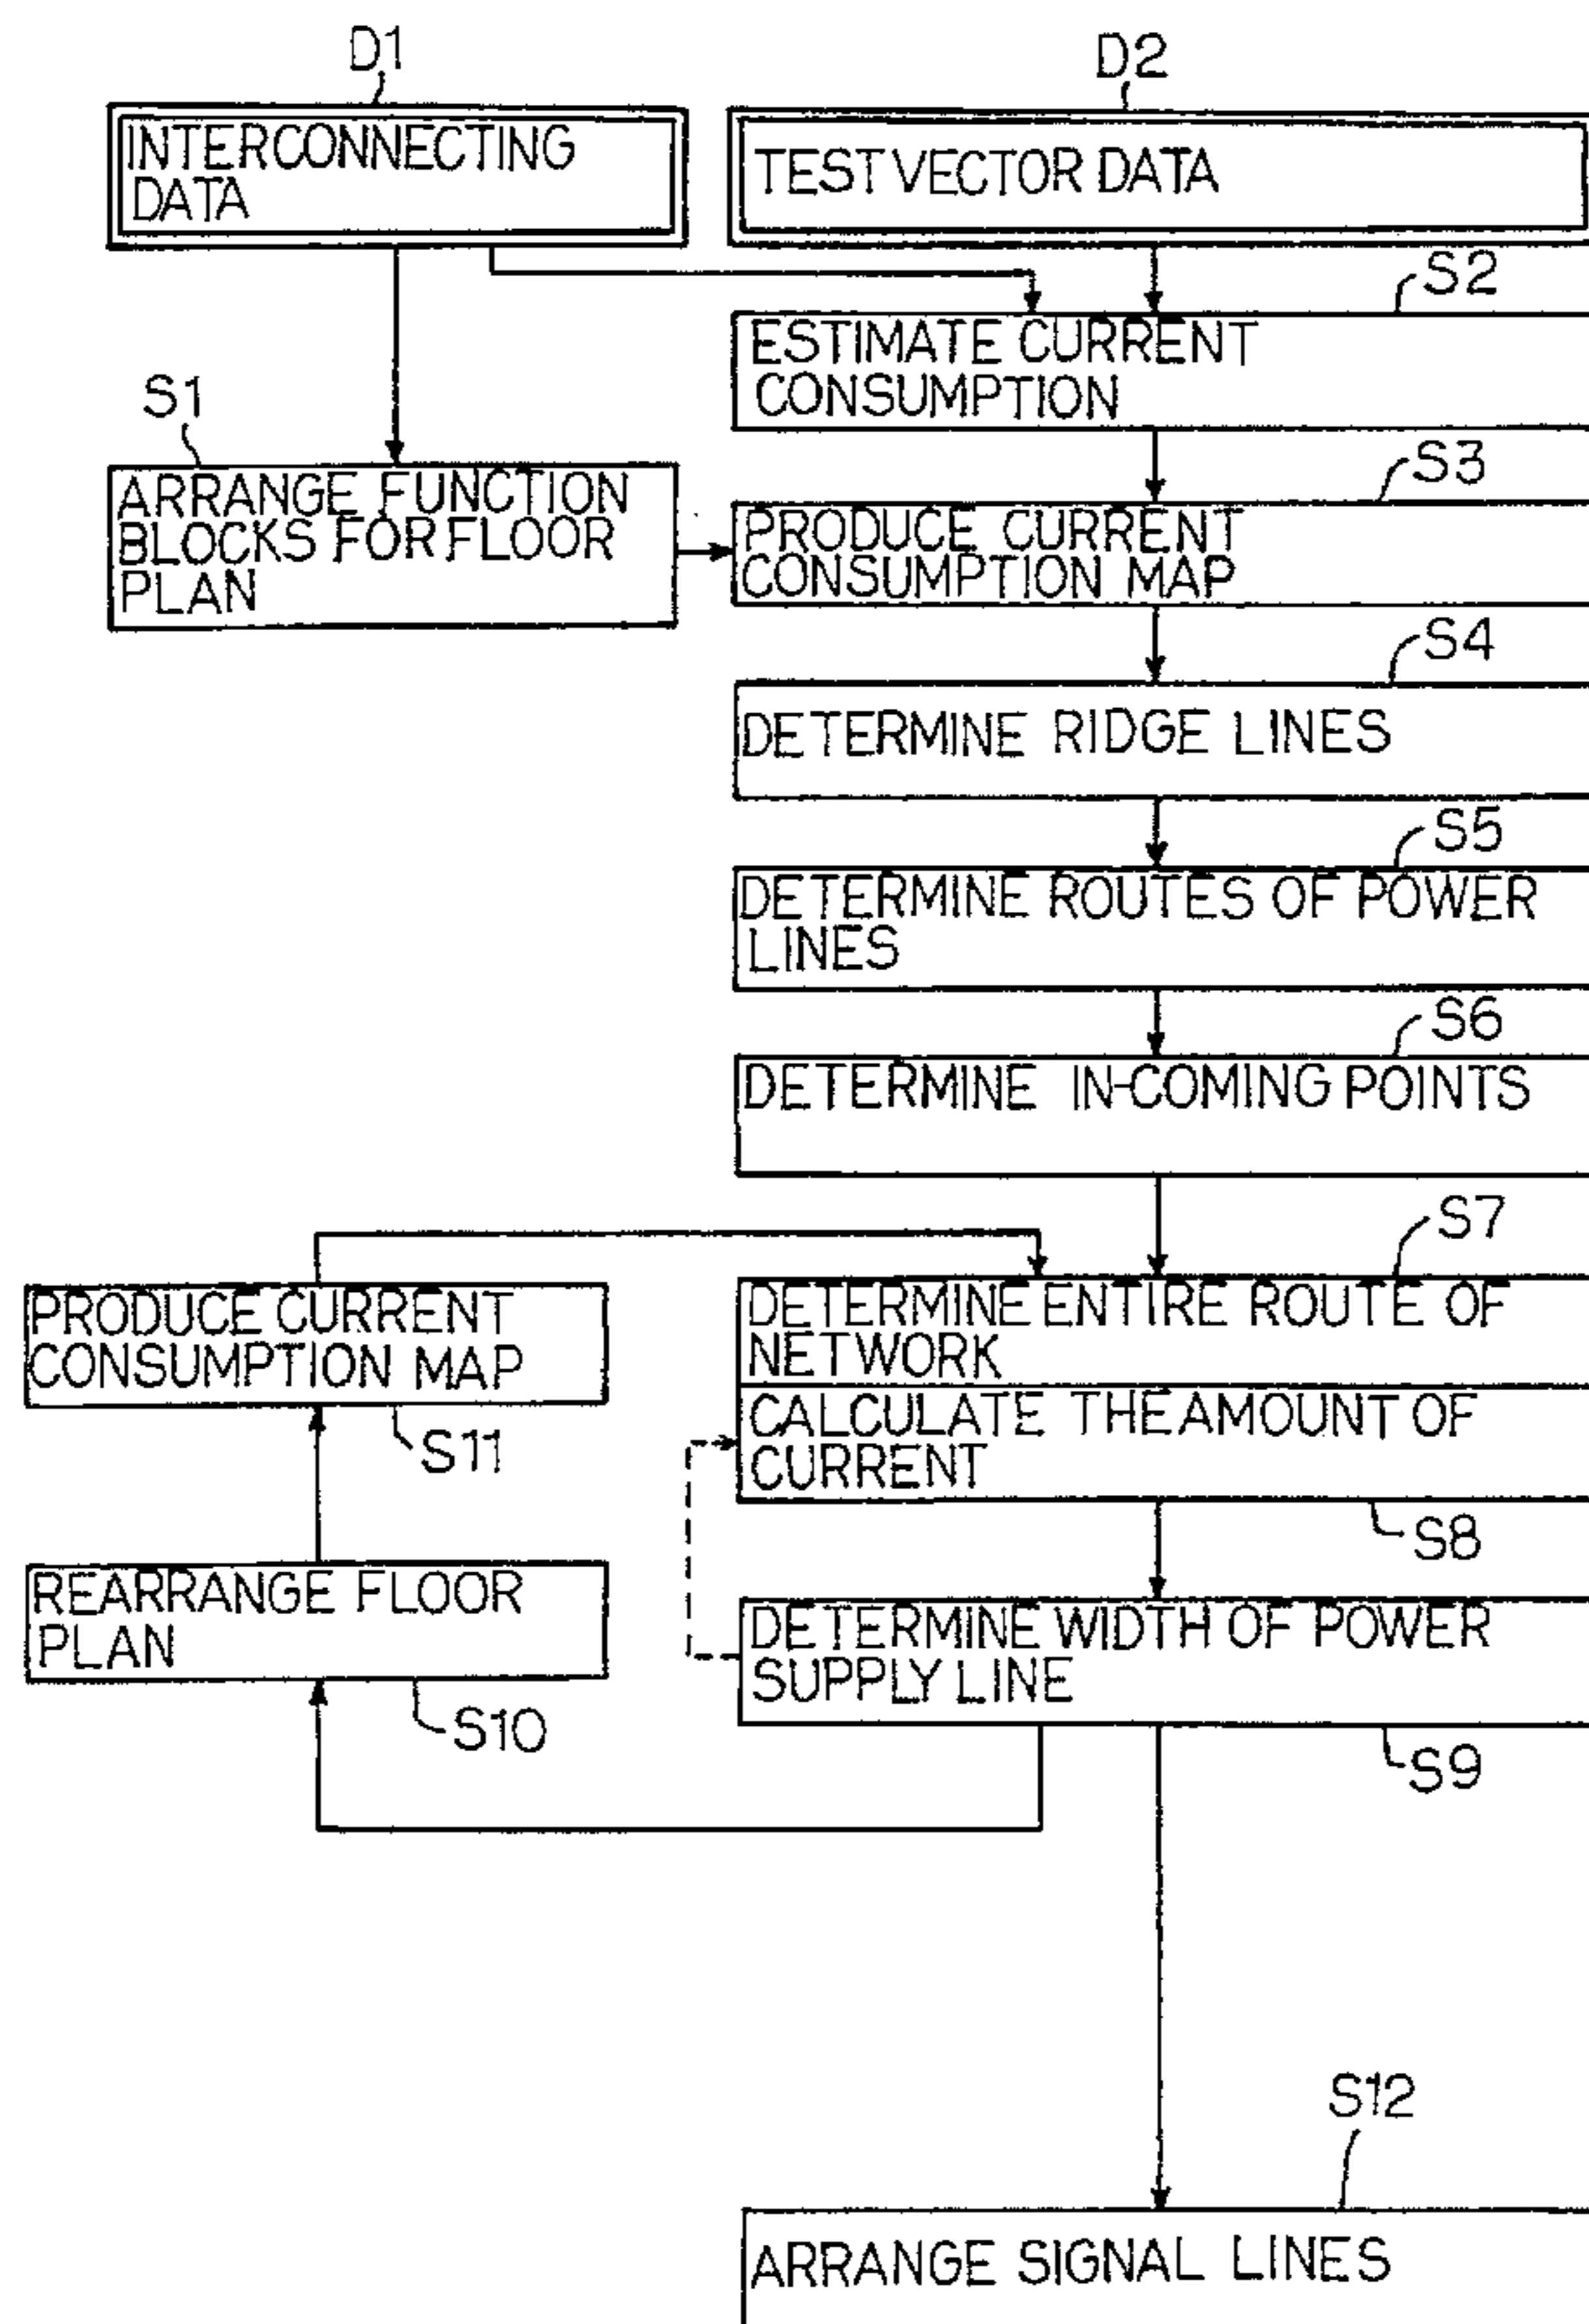 D1
D2
INTERCONNECTING
DATA
TEST VECTOR DATA
S2
ESTIMATE CURRENT
CONSUMPTION
S1
ARRANGE FUNCTION
BLOCKS FOR FLOOR
PLAN
S3
PRODUCE CURRENT
CONSUMPTION MAP
S4
DETERMINE RIDGE LINES
S5
DETERMINE ROUTES OF POWER
LINES
S6
DETERMINE IN-COMING POINTS
S7
DETERMINE ENTIRE ROUTE OF
NETWORK
PRODUCE CURRENT
CONSUMPTION MAP
S11
CALCULATE THE AMOUNT OF
CURRENT
S8
REARRANGE FLOOR
PLAN
S10
DETERMINE WIDTH OF POWER
SUPPLY LINE
S9
S12
ARRANGE SIGNAL LINES